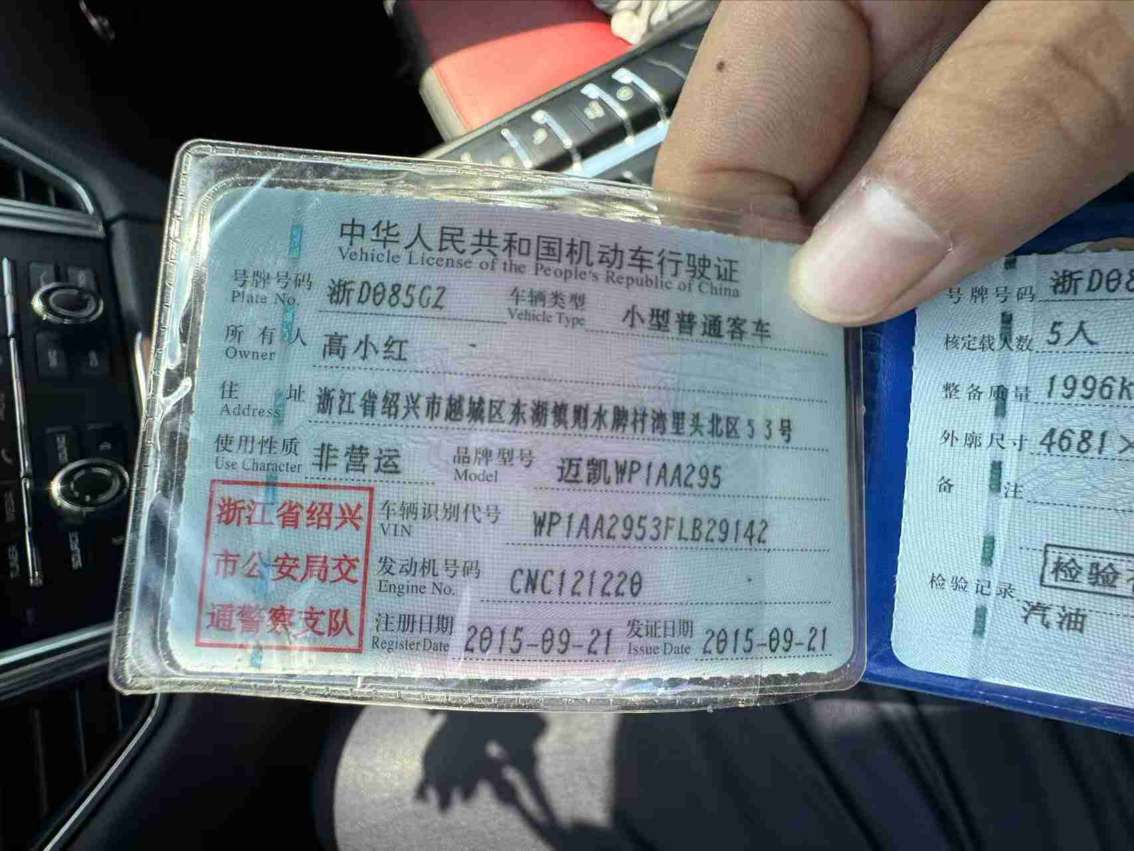 中华人民共和国机动车行驶证
Vehicle License of the People's Republic of China
号牌号码 浙D085GZ 车辆类型 小型普通客车
Plate No. Vehicle Type
所有人 高小红
Owner
住址 浙江省绍兴市越城区东湖镇则水牌村湾里头北区53号
Address
使用性质 非营运 品牌型号 迈凯WP1AA295
Use Character Model
浙江省绍兴
市公安局交
通警察支队
车辆识别代号 WP1AA2953FLB29142
VIN
发动机号码 CNC121220
Engine No.
注册日期 2015-09-21 发证日期 2015-09-21
Register Date Issue Date
号牌号码 浙D08
核定载人数 5人
整备质量 1996K
外廓尺寸 4681×
备注
检验记录 检验
汽油